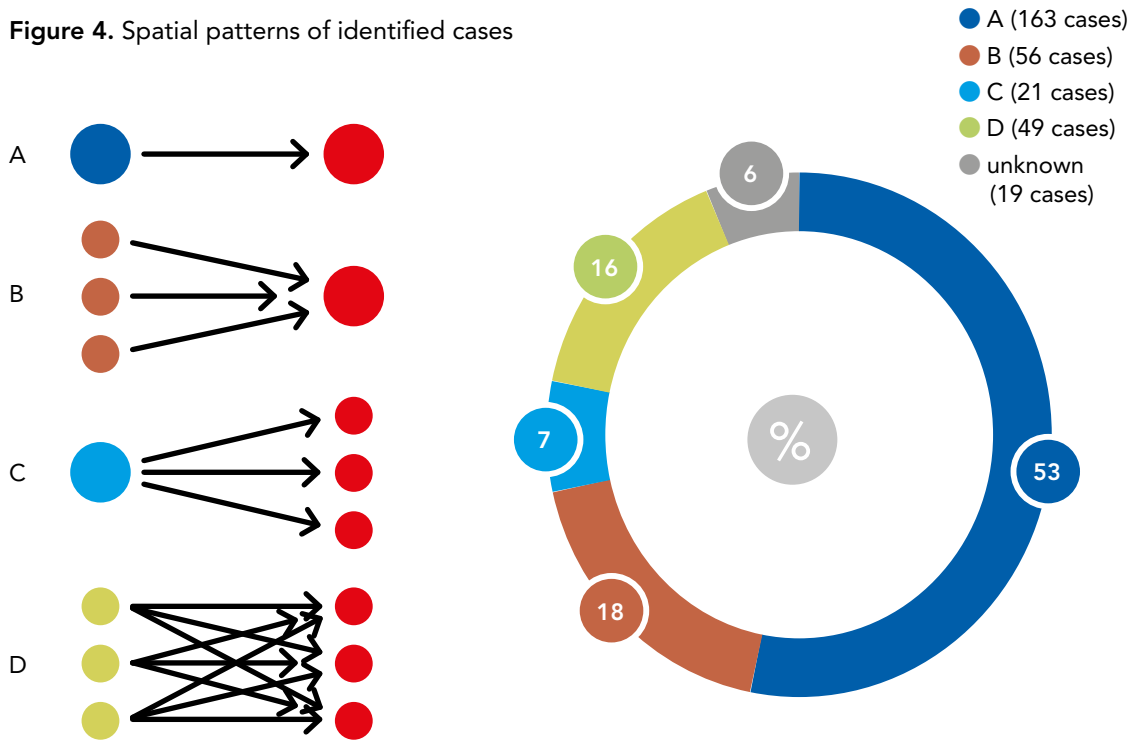 Figure 4. Spatial patterns of identified cases
A (163 cases)
B (56 cases)
C (21 cases)
D (49 cases)
unknown
(19 cases)
A
B
C
D
6
16
7
18
53
%